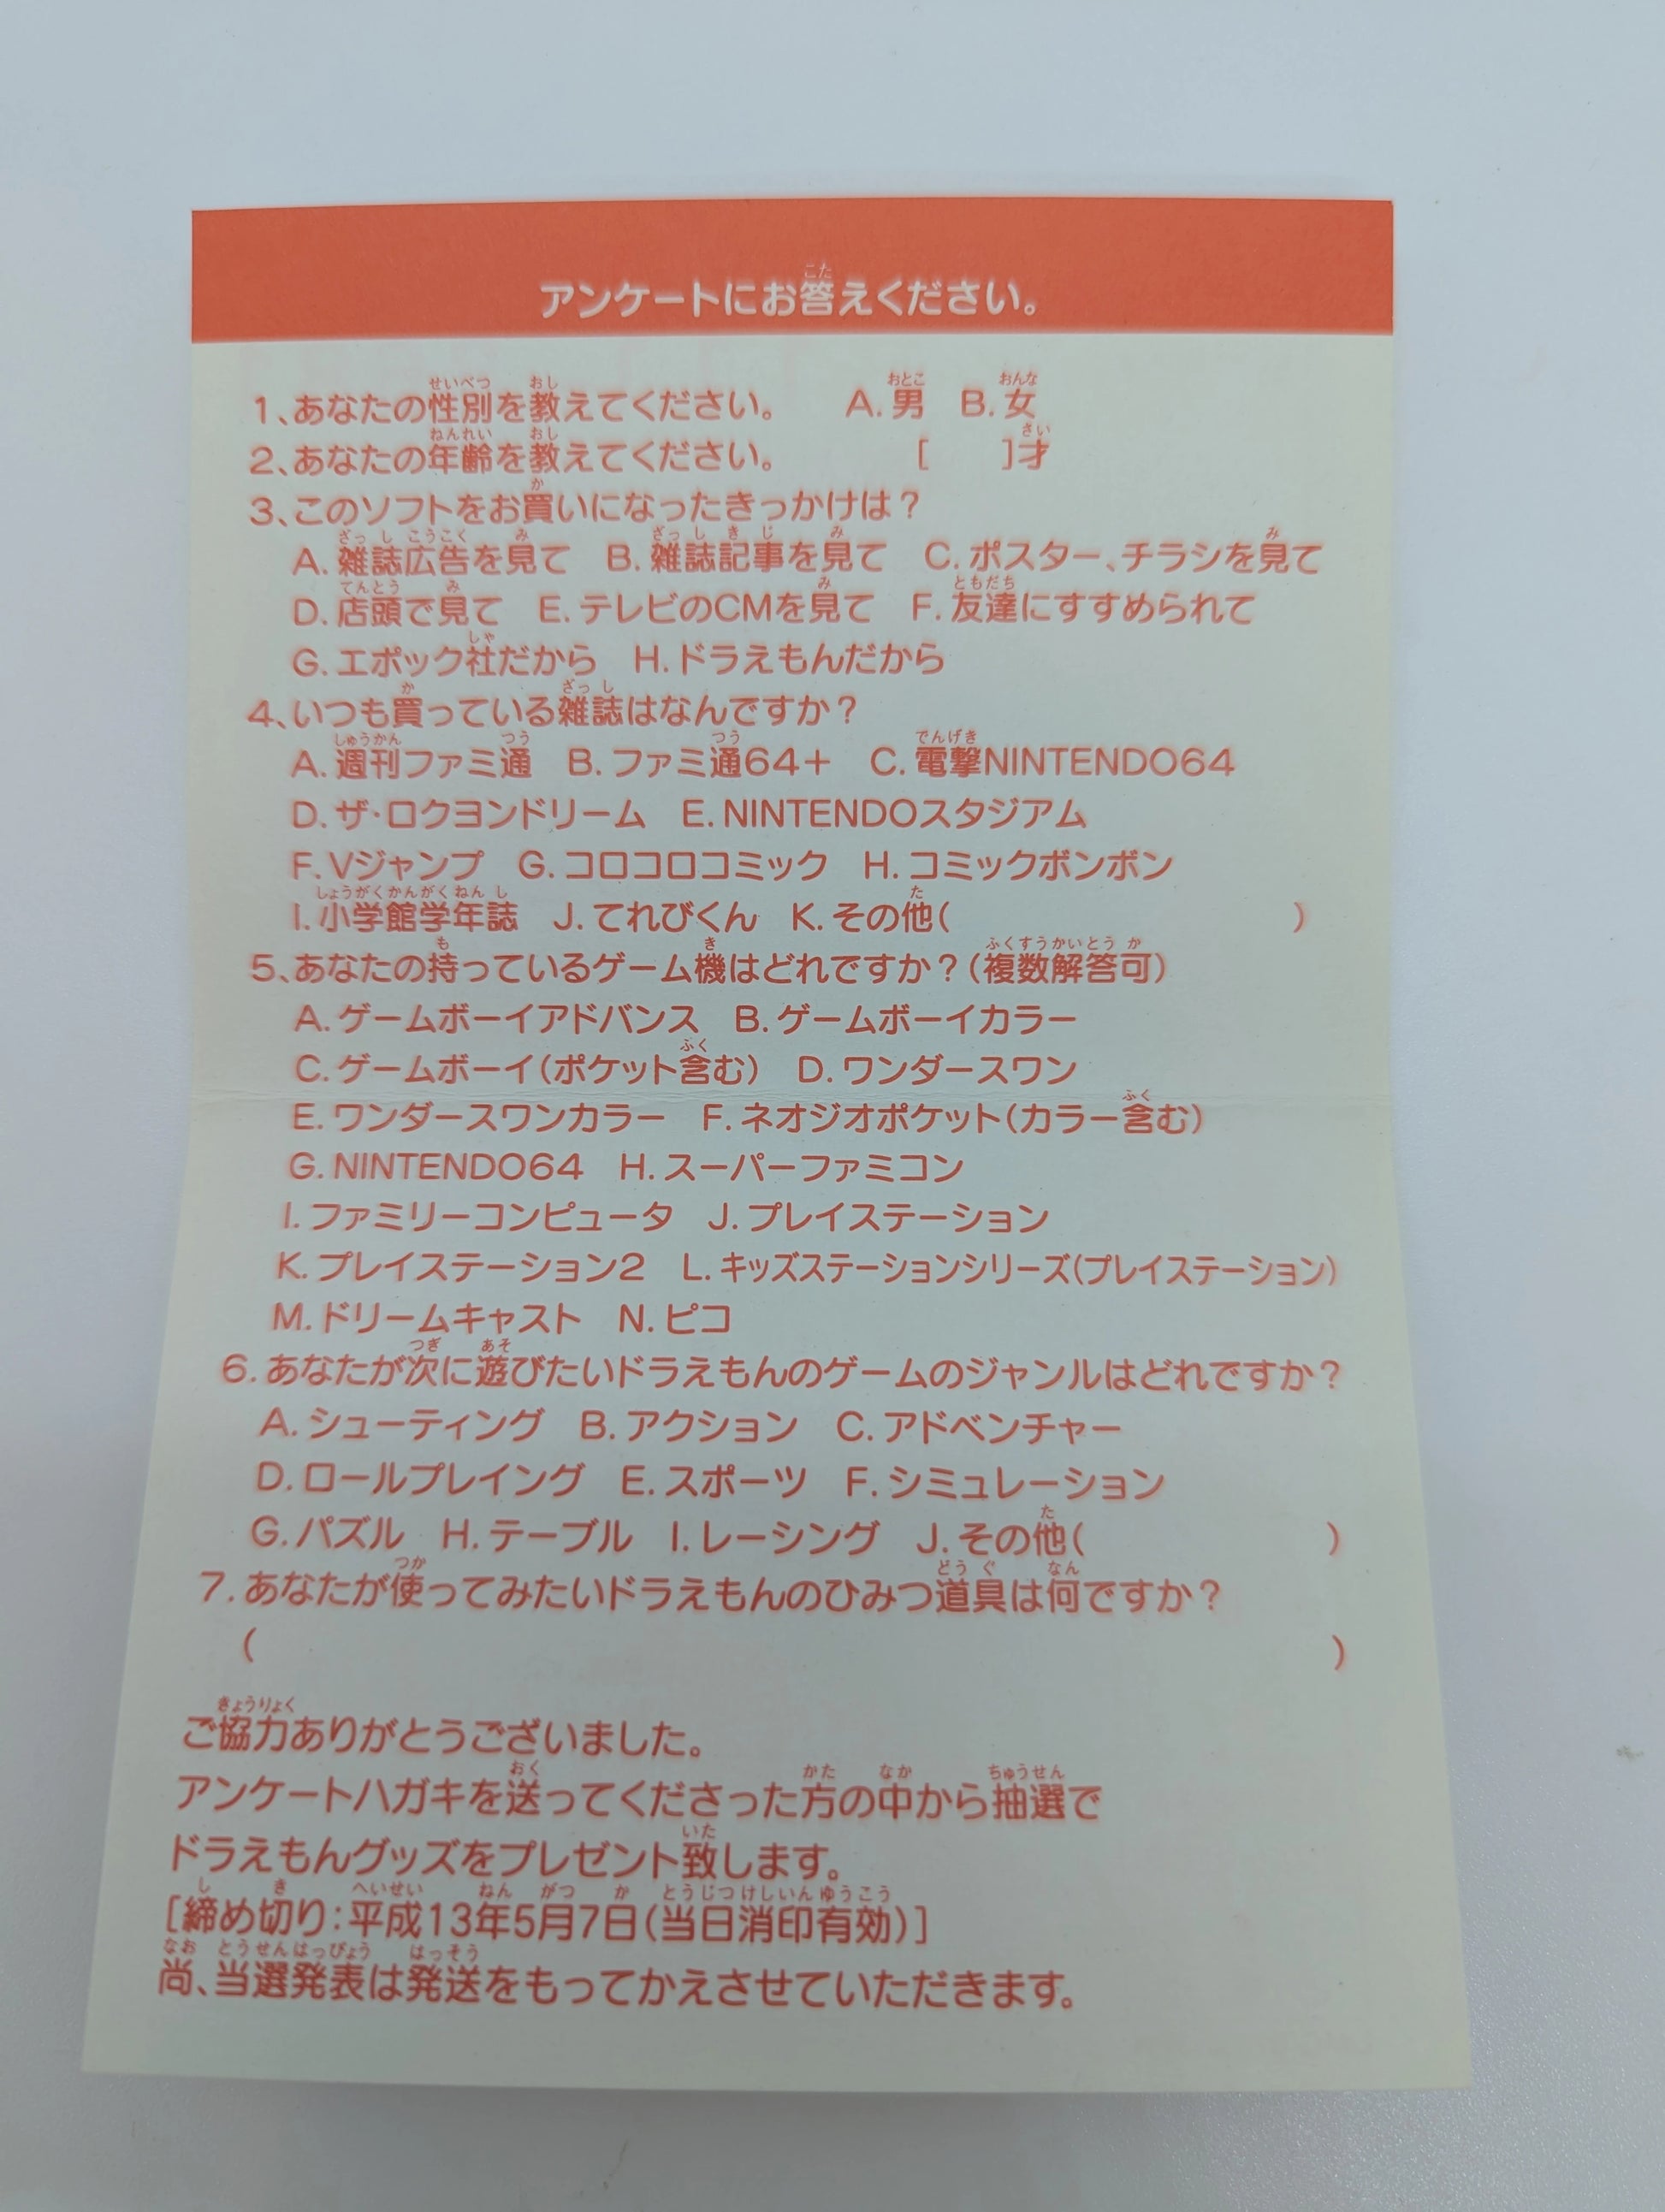 アンケートにお答えください。
1、あなたの性別を教えてください。 A.男 B.女
2、あなたの年齢を教えてください。 [ ]才
3、このソフトをお買いになったきっかけは？
A.雑誌広告を見て B.雑誌記事を見て C.ポスター、チラシを見て
D.店頭で見て E.テレビのCMを見て F.友達にすすめられて
G.エポック社だから H.ドラえもんだから
4、いつも買っている雑誌はなんですか？
A.週刊ファミ通 B.ファミ通64+ C.電撃NINTENDO64
D.ザ・ロクヨンドリーム E.NINTENDOスタジアム
F.Vジャンプ G.コロコロコミック H.コミックボンボン
I.小学館学年誌 J.てれびくん K.その他( )
5、あなたの持っているゲーム機はどれですか？(複数解答可)
A.ゲームボーイアドバンス B.ゲームボーイカラー
C.ゲームボーイ(ポケット含む) D.ワンダースワン
E.ワンダースワンカラー F.ネオジオポケット(カラー含む)
G.NINTENDO64 H.スーパーファミコン
I.ファミリーコンピュータ J.プレイステーション
K.プレイステーション2 L.キッズステーションシリーズ(プレイステーション)
M.ドリームキャスト N.ピコ
6.あなたが次に遊びたいドラえもんのゲームのジャンルはどれですか？
A.シューティング B.アクション C.アドベンチャー
D.ロールプレイング E.スポーツ F.シミュレーション
G.パズル H.テーブル I.レーシング J.その他( )
7.あなたが使ってみたいドラえもんのひみつ道具は何ですか？
( )
ご協力ありがとうございました。
アンケートハガキを送ってくださった方の中から抽選で
ドラえもんグッズをプレゼント致します。
[締め切り:平成13年5月7日(当日消印有効)]
尚、当選発表は発送をもってかえさせていただきます。